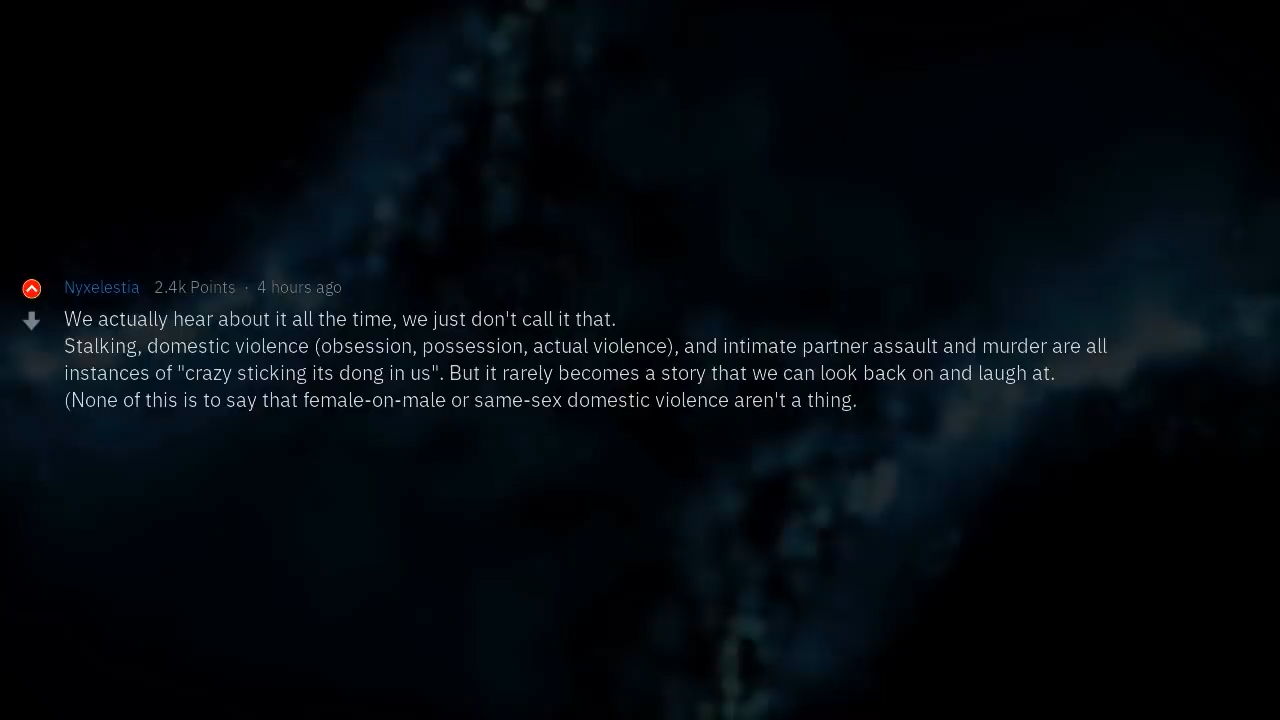 Nyxelestia 2.4k Points · 4 hours ago
We actually hear about it all the time, we just don't call it that.
Stalking, domestic violence (obsession, possession, actual violence), and intimate partner assault and murder are all
instances of "crazy sticking its dong in us". But it rarely becomes a story that we can look back on and laugh at.
(None of this is to say that female-on-male or same-sex domestic violence aren't a thing.